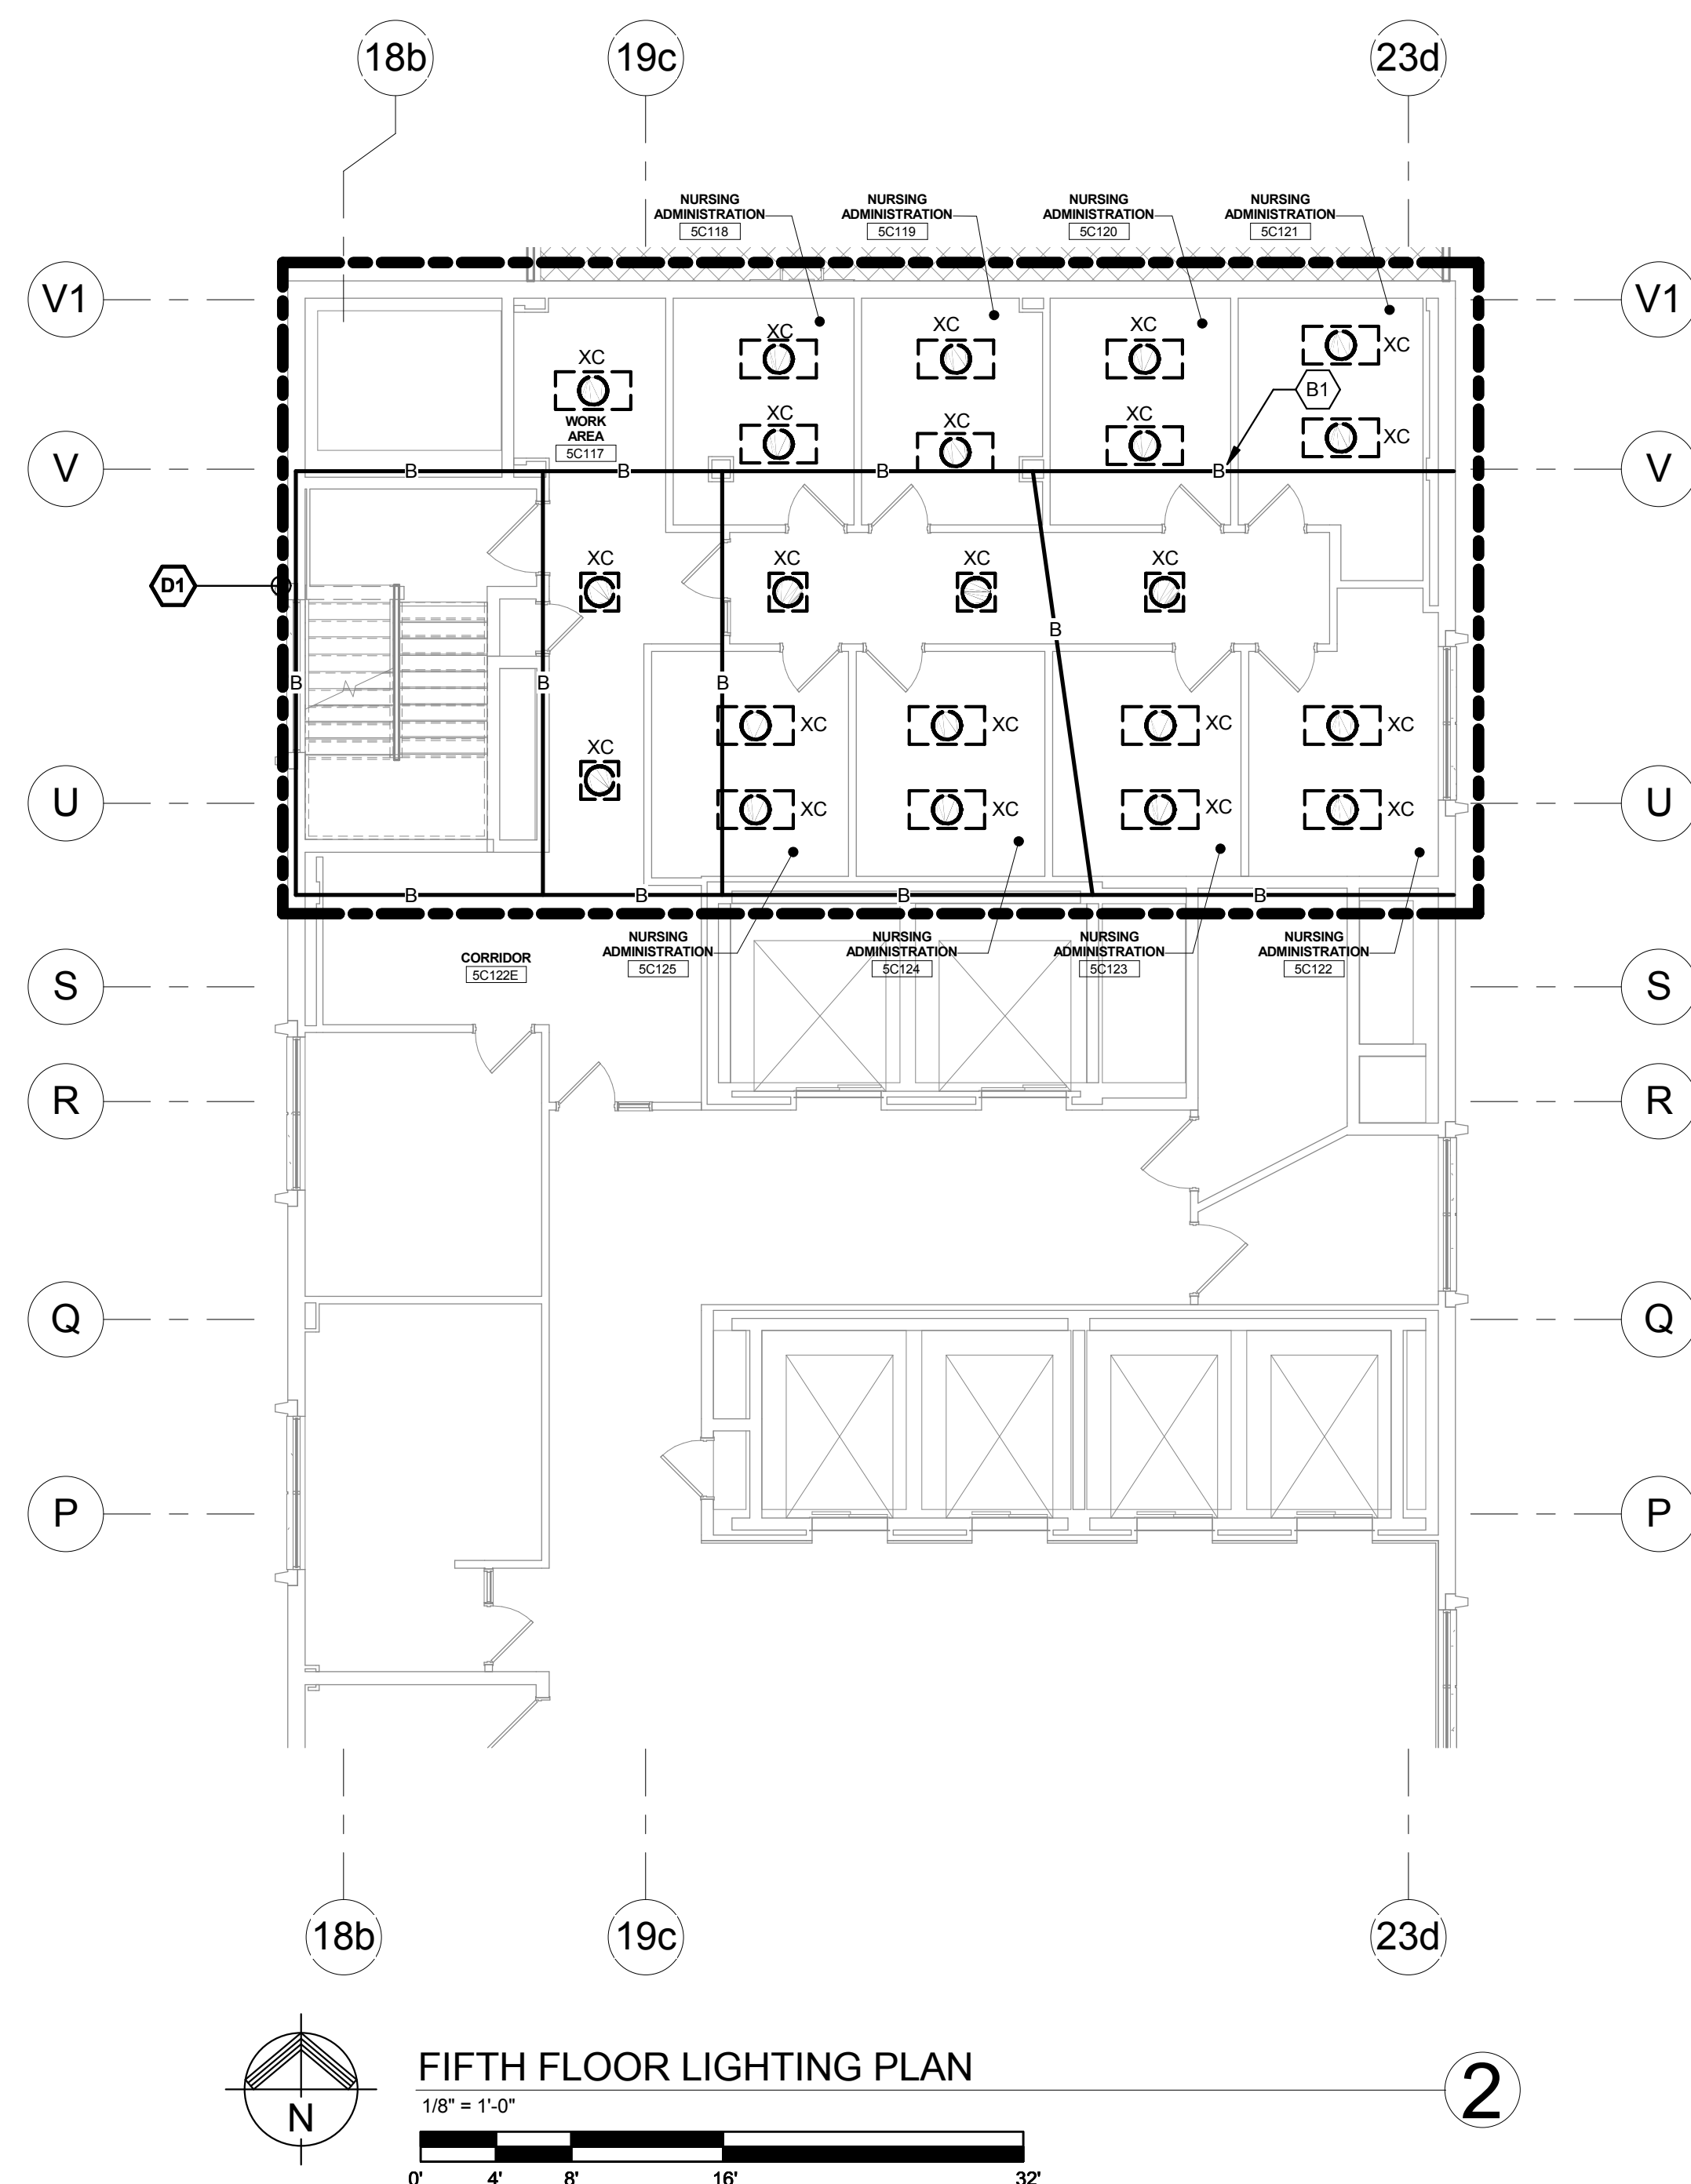 18b
19c
23d
NURSING
ADMINISTRATION
5C118
NURSING
ADMINISTRATION
5C119
NURSING
ADMINISTRATION
5C120
NURSING
ADMINISTRATION
5C121
V1
V1
XC
XC
XC
XC
XC
WORK
AREA
5C117
B1
XC
XC
XC
XC
V
B
B
B
B
V
D1
XC
XC
XC
XC
B
B
B
B
XC
XC
XC
XC
XC
U
XC
XC
XC
XC
U
B
B
B
B
CORRIDOR
5C122E
NURSING
ADMINISTRATION
5C125
NURSING
ADMINISTRATION
5C124
NURSING
ADMINISTRATION
5C123
NURSING
ADMINISTRATION
5C122
S
S
R
R
Q
Q
P
P
18b
19c
23d
N
FIFTH FLOOR LIGHTING PLAN
1/8" = 1'-0"
2
0' 4' 8' 16' 32'